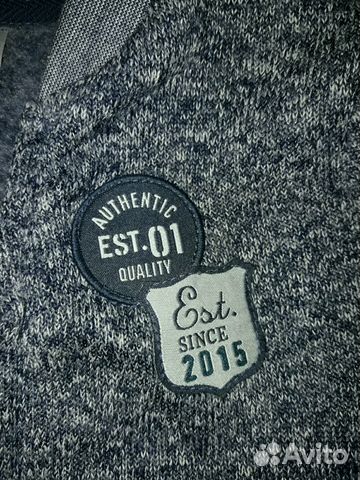 AUTHENTIC
EST.01
QUALITY
Est.
SINCE
2015
Avito